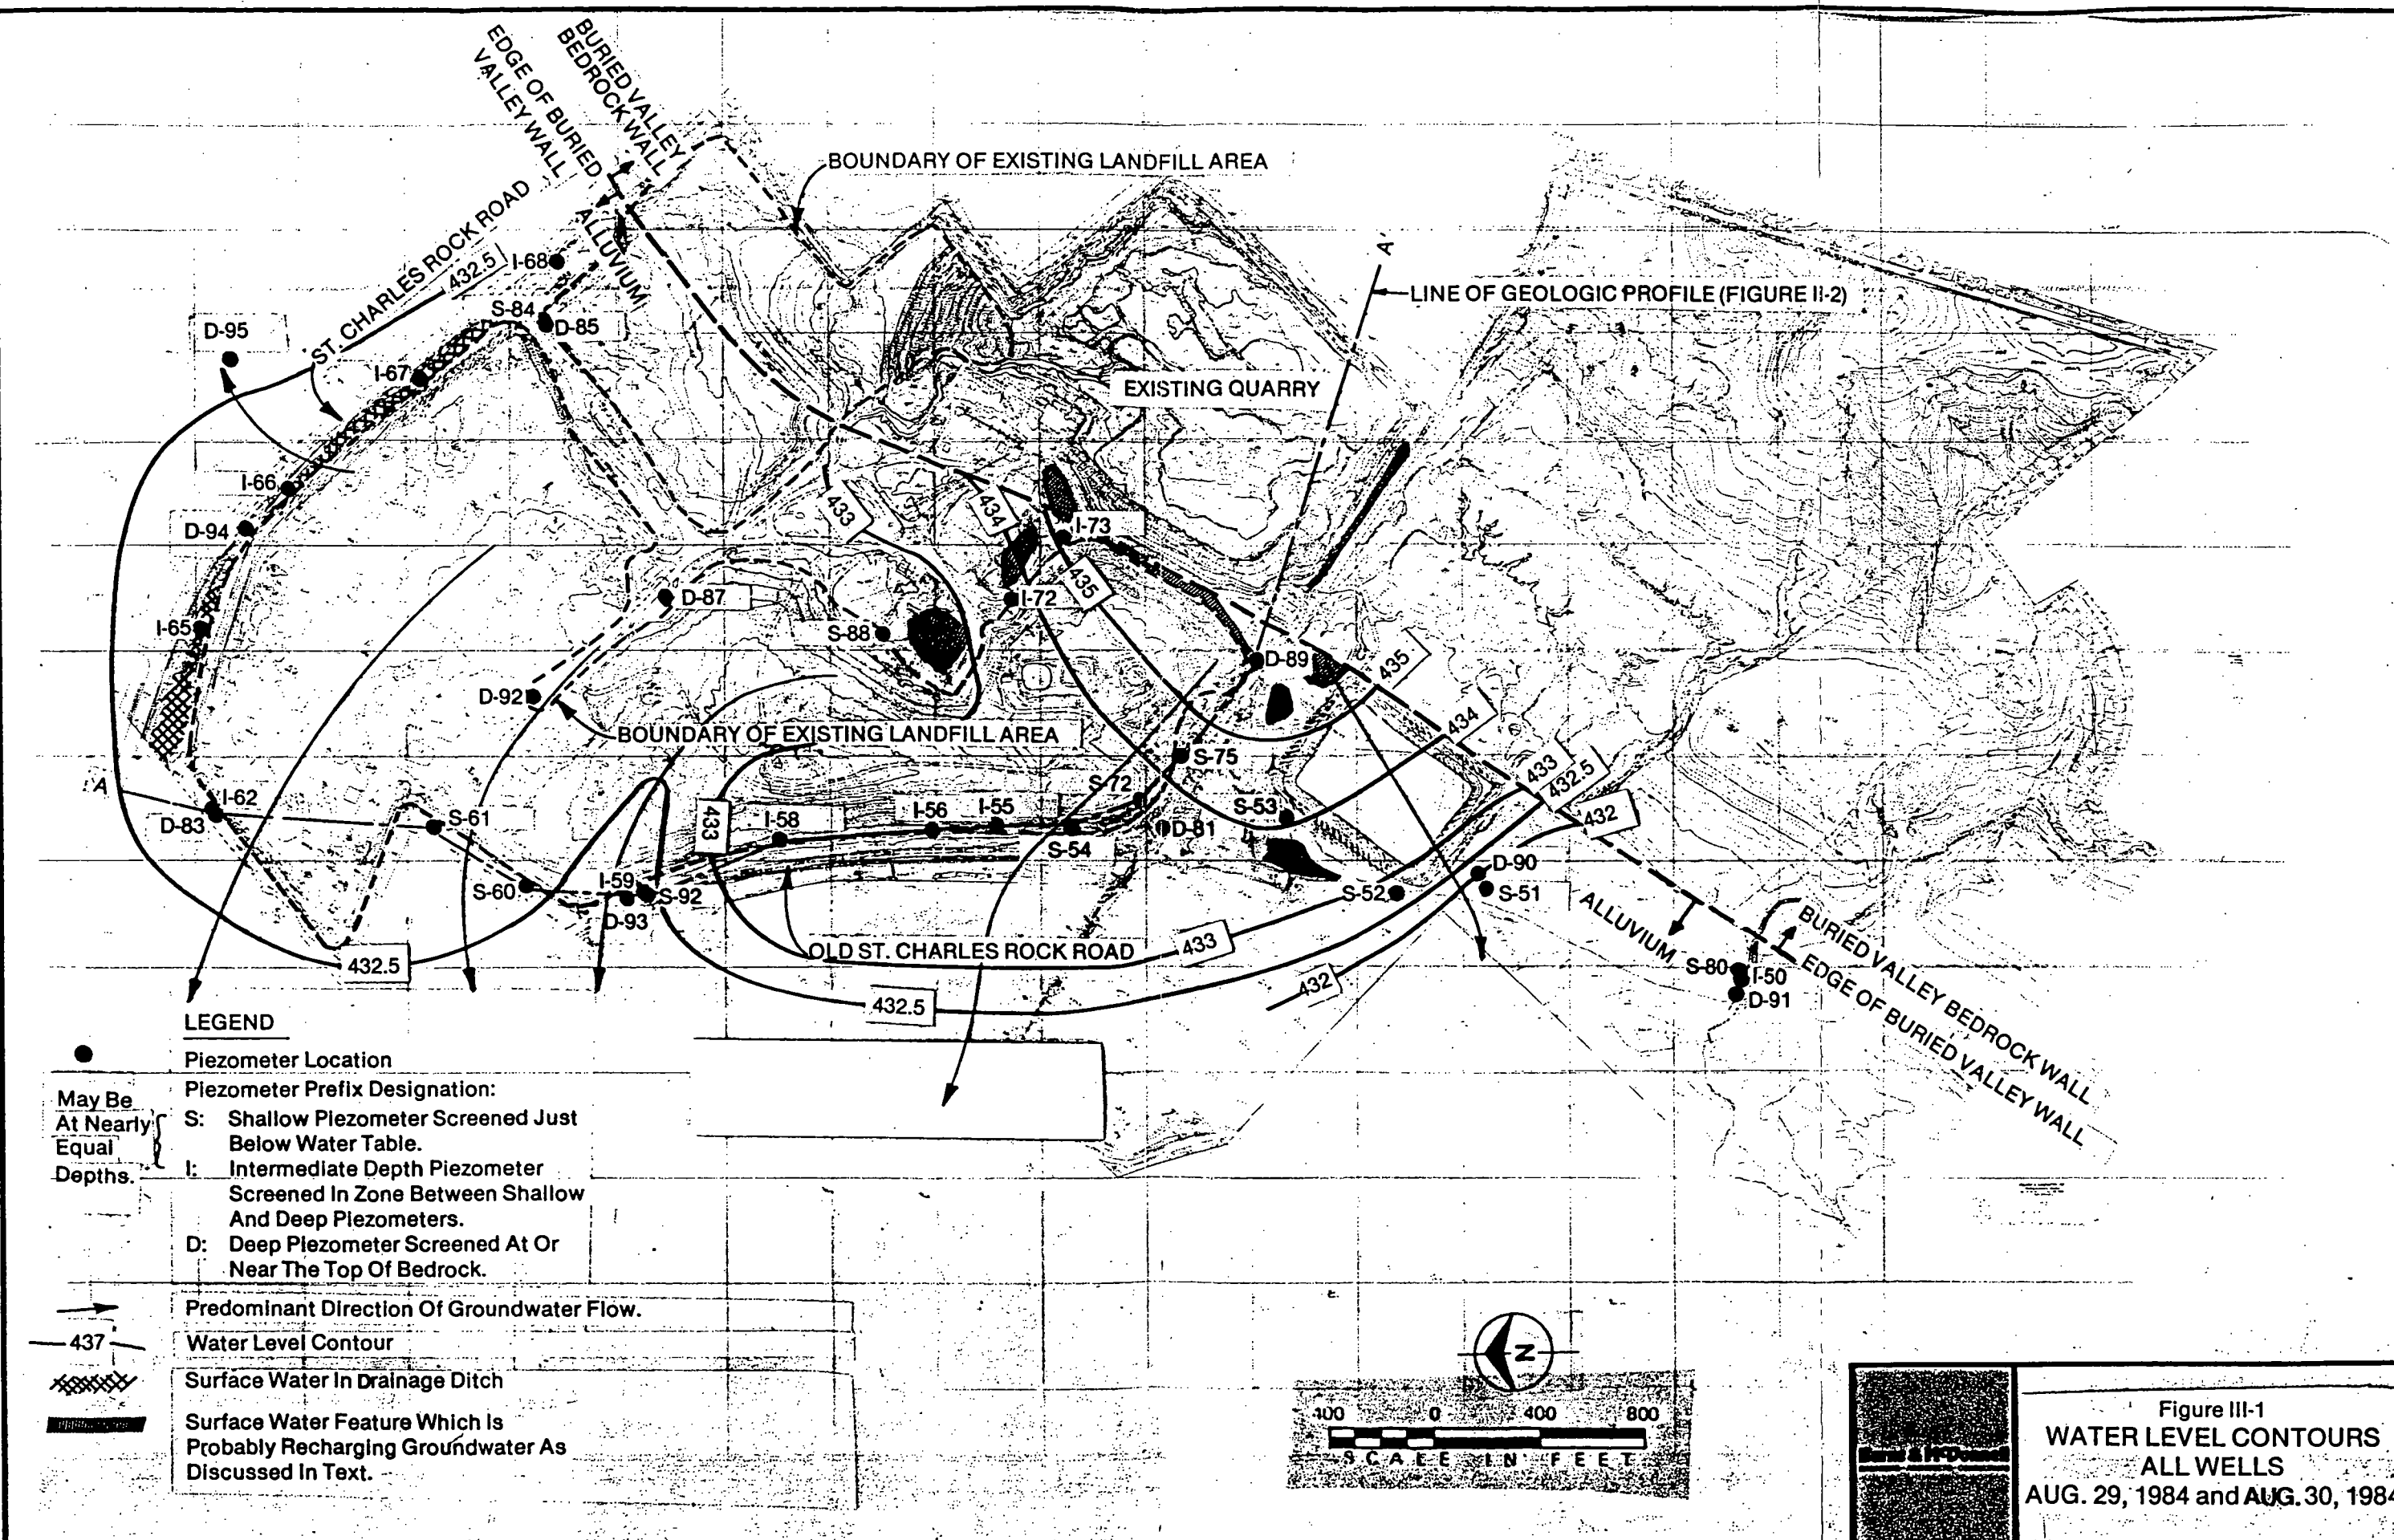 BURIED VALLEY
BEDROCK WALL
EDGE OF BURIED
VALLEY WALL
BOUNDARY OF EXISTING LANDFILL AREA
ST. CHARLES ROCK ROAD
ALLUVIUM
432.5
I-68
S-84
D-85
D-95
I-67
A'
LINE OF GEOLOGIC PROFILE (FIGURE II-2)
EXISTING QUARRY
I-66
D-94
433
434
I-73
435
I-72
D-87
I-65
S-88
D-89
435
D-92
BOUNDARY OF EXISTING LANDFILL AREA
434
S-75
433
432.5
432
A
I-62
D-83
S-61
433
I-58
I-56
I-55
S-72
S-54
D-81
S-53
S-60
I-59
S-92
D-93
D-90
S-51
S-52
432.5
OLD ST. CHARLES ROCK ROAD
433
432
432.5
ALLUVIUM
S-80
I-50
D-91
BURIED VALLEY BEDROCK WALL
EDGE OF BURIED VALLEY WALL
LEGEND
Piezometer Location
Piezometer Prefix Designation:
May Be
At Nearly
Equal
Depths.
S: Shallow Piezometer Screened Just
Below Water Table.
I: Intermediate Depth Piezometer
Screened In Zone Between Shallow
And Deep Piezometers.
D: Deep Piezometer Screened At Or
Near The Top Of Bedrock.
Predominant Direction Of Groundwater Flow.
437
Water Level Contour
Surface Water In Drainage Ditch
Surface Water Feature Which Is
Probably Recharging Groundwater As
Discussed In Text.
N
400 0 400 800
SCALE IN FEET
Burns & McDonnell
Figure III-1
WATER LEVEL CONTOURS
ALL WELLS
AUG. 29, 1984 and AUG. 30, 1984